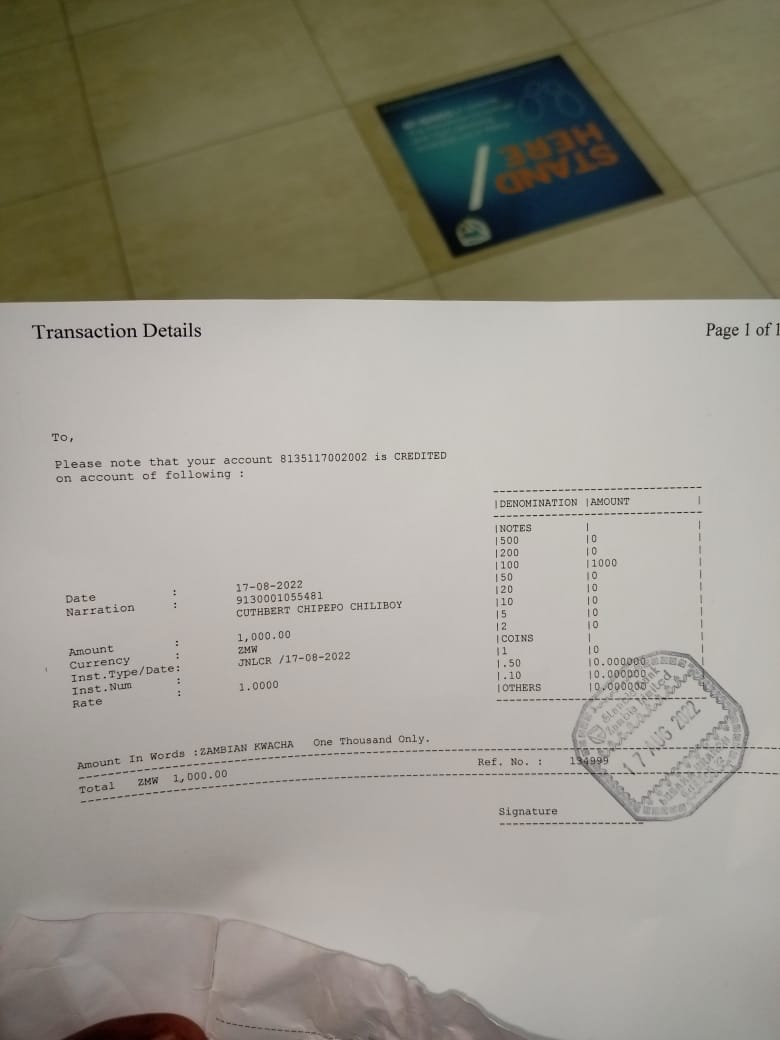 STAND
HERE
Transaction Details
Page 1 of 1
To,
Please note that your account 8135117002002 is CREDITED
on account of following :
|DENOMINATION |AMOUNT |
|NOTES | |
|500 |0 |
|200 |0 |
|100 |1000 |
|50 |0 |
|20 |0 |
|10 |0 |
|5 |0 |
|2 |0 |
|COINS | |
|1 |0 |
|.50 |0.000000 |
|.10 |0.000000 |
|OTHERS |0.000000 |
Date : 17-08-2022
Narration : 9130001055481
CUTHBERT CHIPEPO CHILIBOY
Amount : 1,000.00
Currency : ZMW
Inst.Type/Date: JNLCR /17-08-2022
Inst.Num :
Rate : 1.0000
Amount In Words :ZAMBIAN KWACHA One Thousand Only.
Total ZMW 1,000.00
Ref. No. : 134999
Signature
Stanbic Bank
Zambia Limited
17 AUG 2022